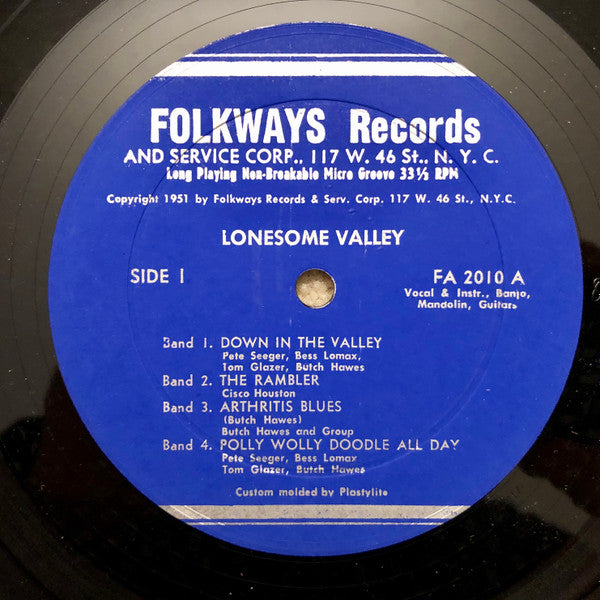 FOLKWAYS Records
AND SERVICE CORP., 117 W. 46 St., N. Y. C.
Long Playing Non-Breakable Micro Groove 33⅓ RPM
Copyright 1951 by Folkways Records & Serv. Corp. 117 W. 46 St., N.Y.C.
LONESOME VALLEY
SIDE I FA 2010 A
Vocal & Instr., Banjo,
Mandolin, Guitars
Band 1. DOWN IN THE VALLEY
Pete Seeger, Bess Lomax,
Tom Glazer, Butch Hawes
Band 2. THE RAMBLER
Cisco Houston
Band 3. ARTHRITIS BLUES
(Butch Hawes)
Butch Hawes and Group
Band 4. POLLY WOLLY DOODLE ALL DAY
Pete Seeger, Bess Lomax
Tom Glazer, Butch Hawes
Custom molded by Plastylite